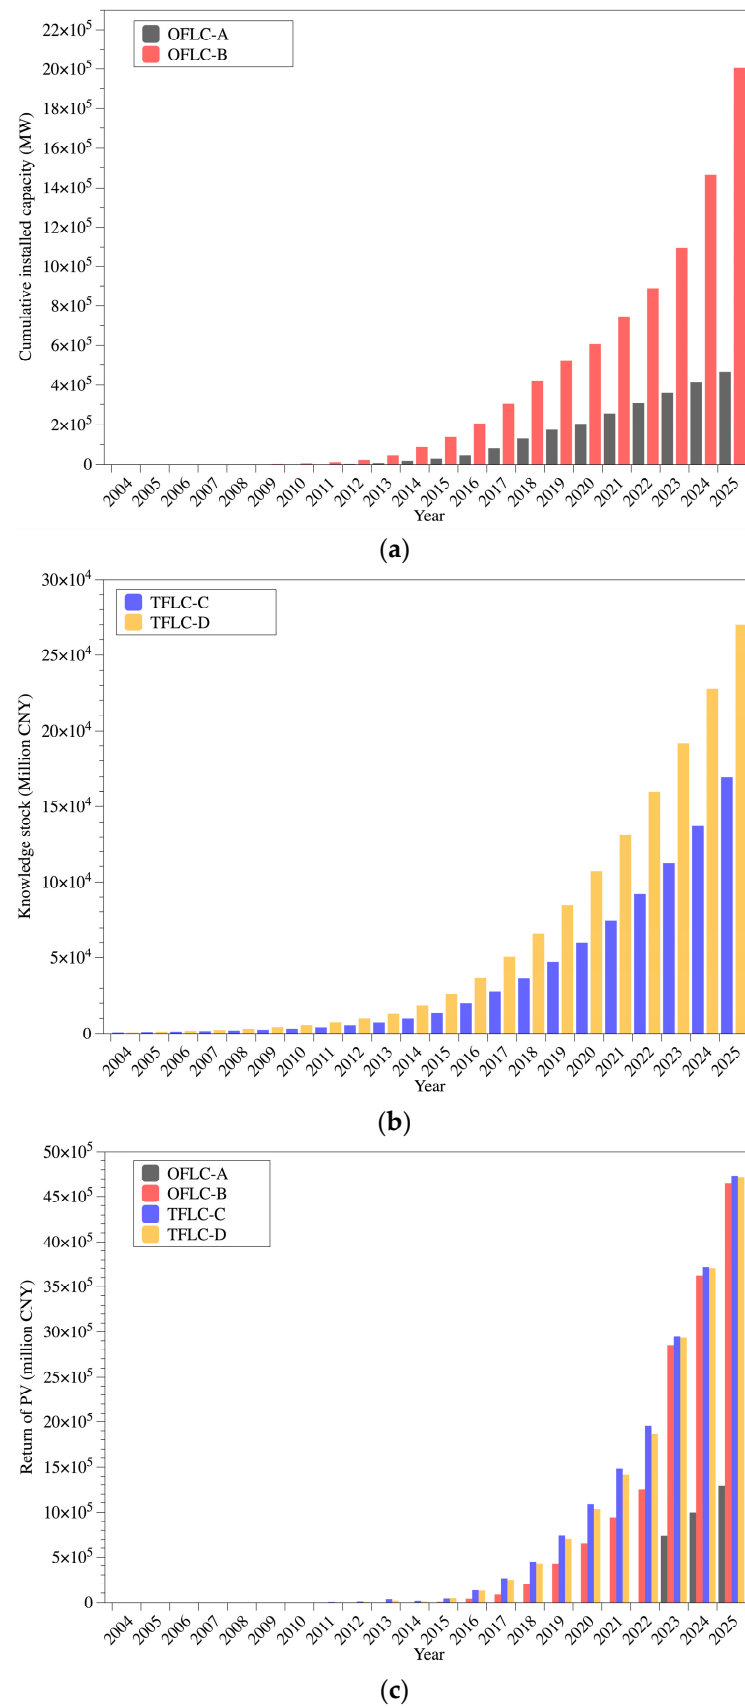 OFLC-A
OFLC-B
Cumulative installed capacity (MW)
22×10⁵
20×10⁵
18×10⁵
16×10⁵
14×10⁵
12×10⁵
10×10⁵
8×10⁵
6×10⁵
4×10⁵
2×10⁵
0
2004 2005 2006 2007 2008 2009 2010 2011 2012 2013 2014 2015 2016 2017 2018 2019 2020 2021 2022 2023 2024 2025
Year
(a)
TFLC-C
TFLC-D
Knowledge stock (Million CNY)
30×10⁴
25×10⁴
20×10⁴
15×10⁴
10×10⁴
5×10⁴
0
2004 2005 2006 2007 2008 2009 2010 2011 2012 2013 2014 2015 2016 2017 2018 2019 2020 2021 2022 2023 2024 2025
Year
(b)
OFLC-A
OFLC-B
TFLC-C
TFLC-D
Return of PV (million CNY)
50×10⁵
45×10⁵
40×10⁵
35×10⁵
30×10⁵
25×10⁵
20×10⁵
15×10⁵
10×10⁵
5×10⁵
0
2004 2005 2006 2007 2008 2009 2010 2011 2012 2013 2014 2015 2016 2017 2018 2019 2020 2021 2022 2023 2024 2025
Year
(c)